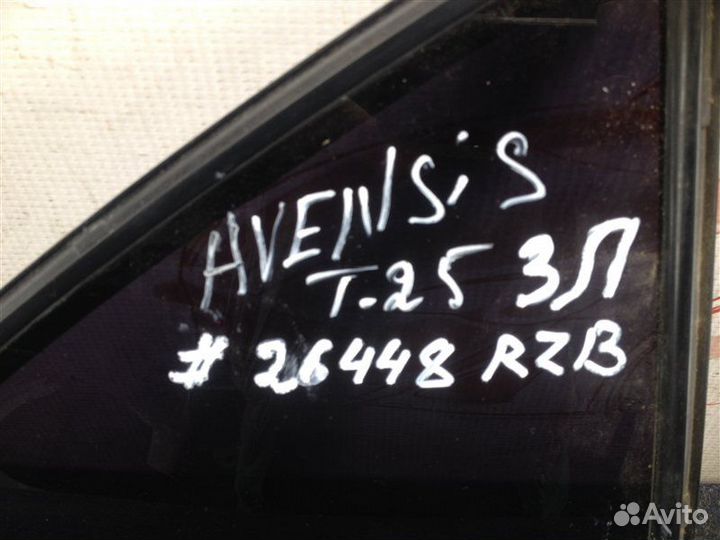 AVENSiS
T-25 ЗЛ
# 26448 RZB
Avito